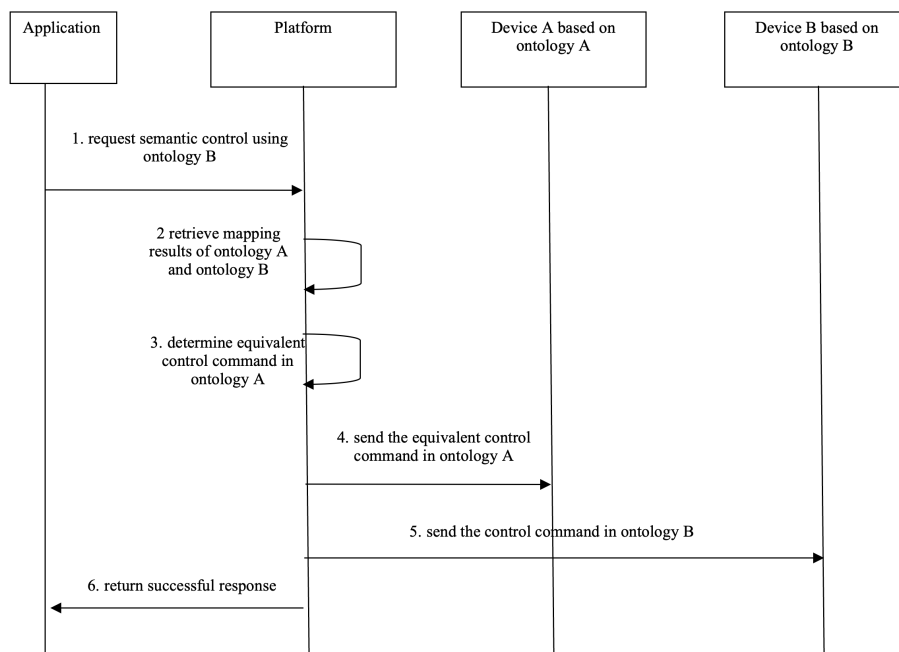 Application
Platform
Device A based on
ontology A
Device B based on
ontology B
1. request semantic control using
ontology B
2 retrieve mapping
results of ontology A
and ontology B
3. determine equivalent
control command in
ontology A
4. send the equivalent control
command in ontology A
5. send the control command in ontology B
6. return successful response